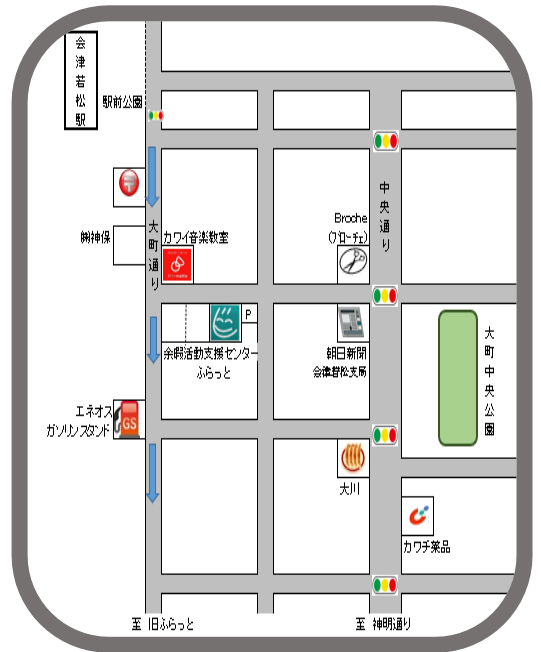 会津若松駅
駅前公園
〒
㈱神保
大町通り
カワイ音楽教室
中央通り
Broche
(ブローチェ)
P
余暇活動支援センター
ふらっと
朝日新聞
会津若松支局
大町中央公園
エネオス
ガソリンスタンド
GS
大川
カワチ薬品
至 旧ふらっと
至 神明通り